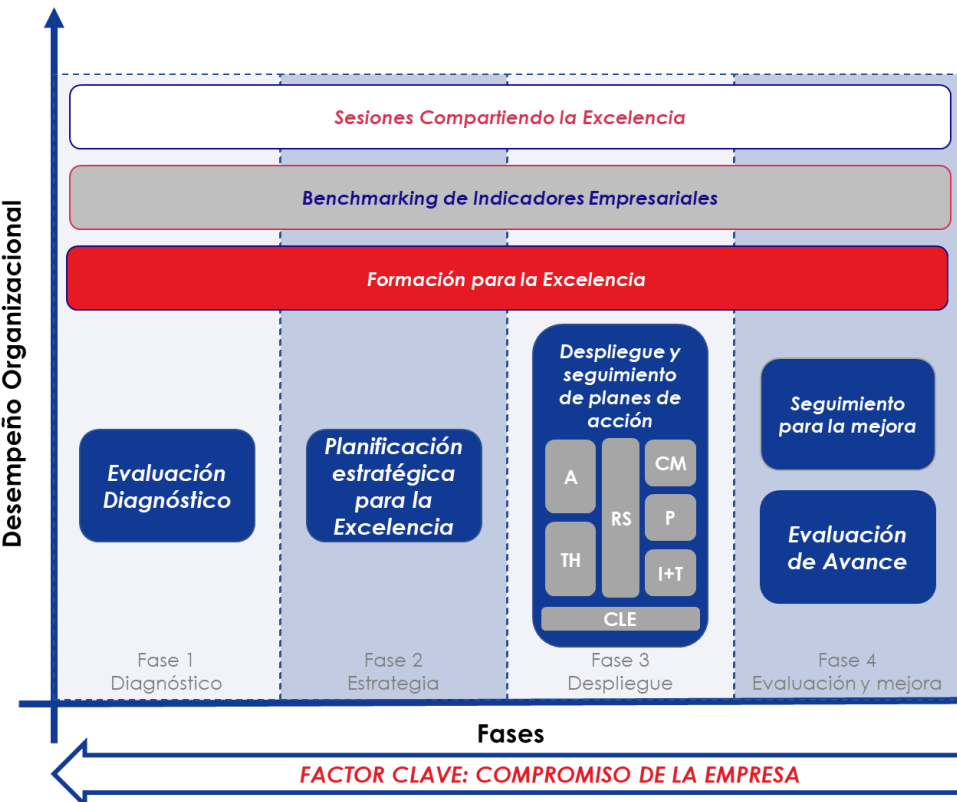 Desempeño Organizacional
Sesiones Compartiendo la Excelencia
Benchmarking de Indicadores Empresariales
Formación para la Excelencia
Evaluación
Diagnóstico
Planificación
estratégica
para la
Excelencia
Despliegue y
seguimiento
de planes de
acción
A
TH
RS
CM
P
I+T
CLE
Seguimiento
para la mejora
Evaluación
de Avance
Fase 1
Diagnóstico
Fase 2
Estrategia
Fase 3
Despliegue
Fase 4
Evaluación y mejora
Fases
FACTOR CLAVE: COMPROMISO DE LA EMPRESA